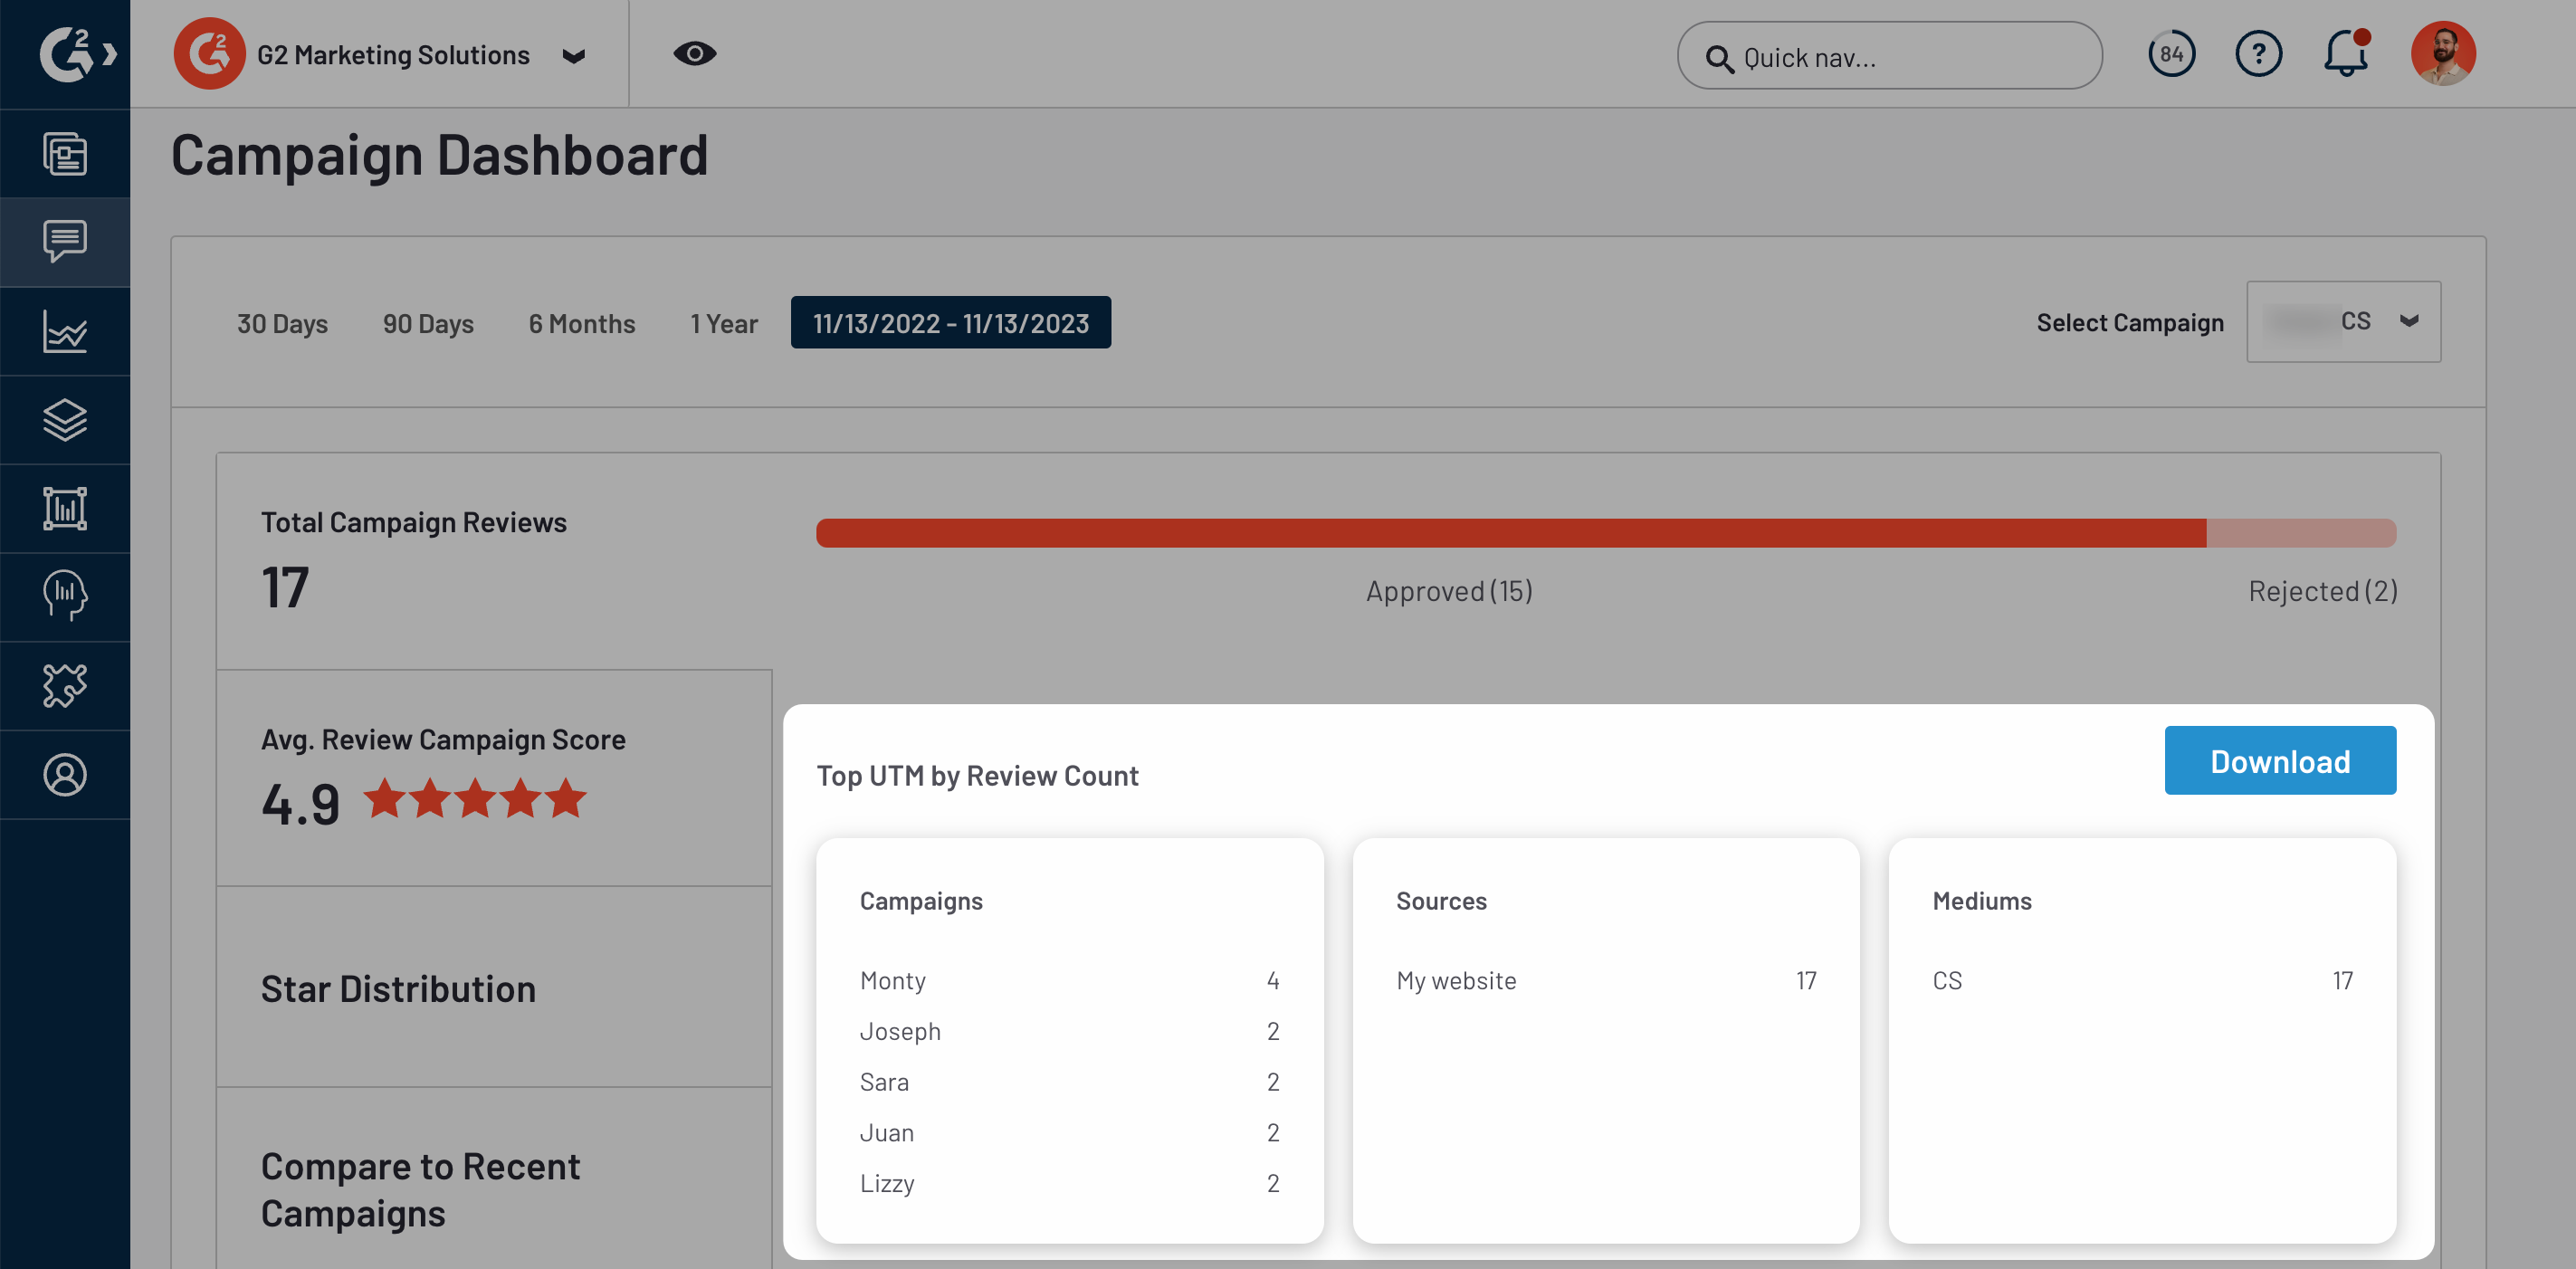 G2
G2 Marketing Solutions
Quick nav...
84
?
Campaign Dashboard
30 Days
90 Days
6 Months
1 Year
11/13/2022 - 11/13/2023
Select Campaign
CS
Total Campaign Reviews
17
Approved (15)
Rejected (2)
Avg. Review Campaign Score
4.9
Star Distribution
Compare to Recent
Campaigns
Top UTM by Review Count
Download
Campaigns
Monty 4
Joseph 2
Sara 2
Juan 2
Lizzy 2
Sources
My website 17
Mediums
CS 17